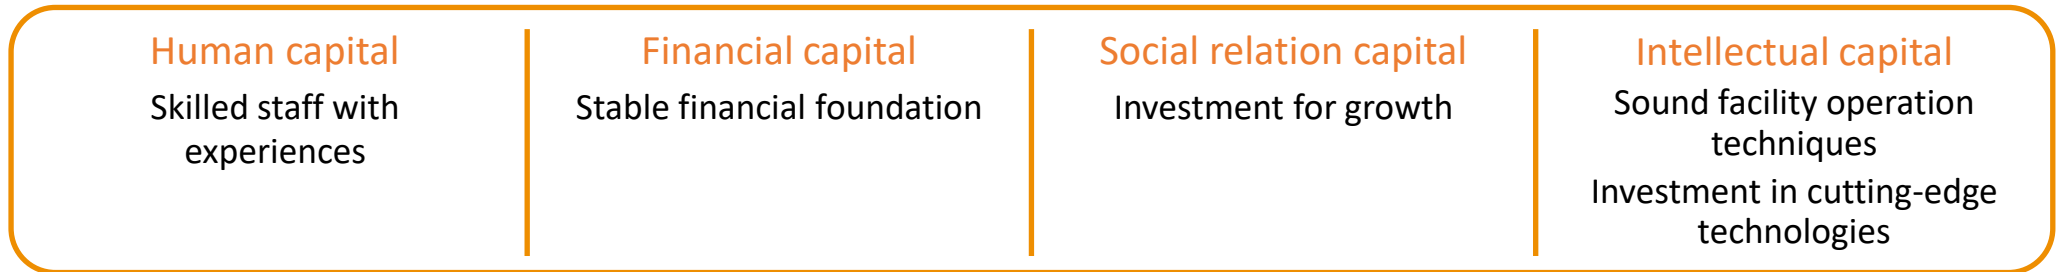 Human capital
Skilled staff with
experiences
Financial capital
Stable financial foundation
Social relation capital
Investment for growth
Intellectual capital
Sound facility operation
techniques
Investment in cutting-edge
technologies